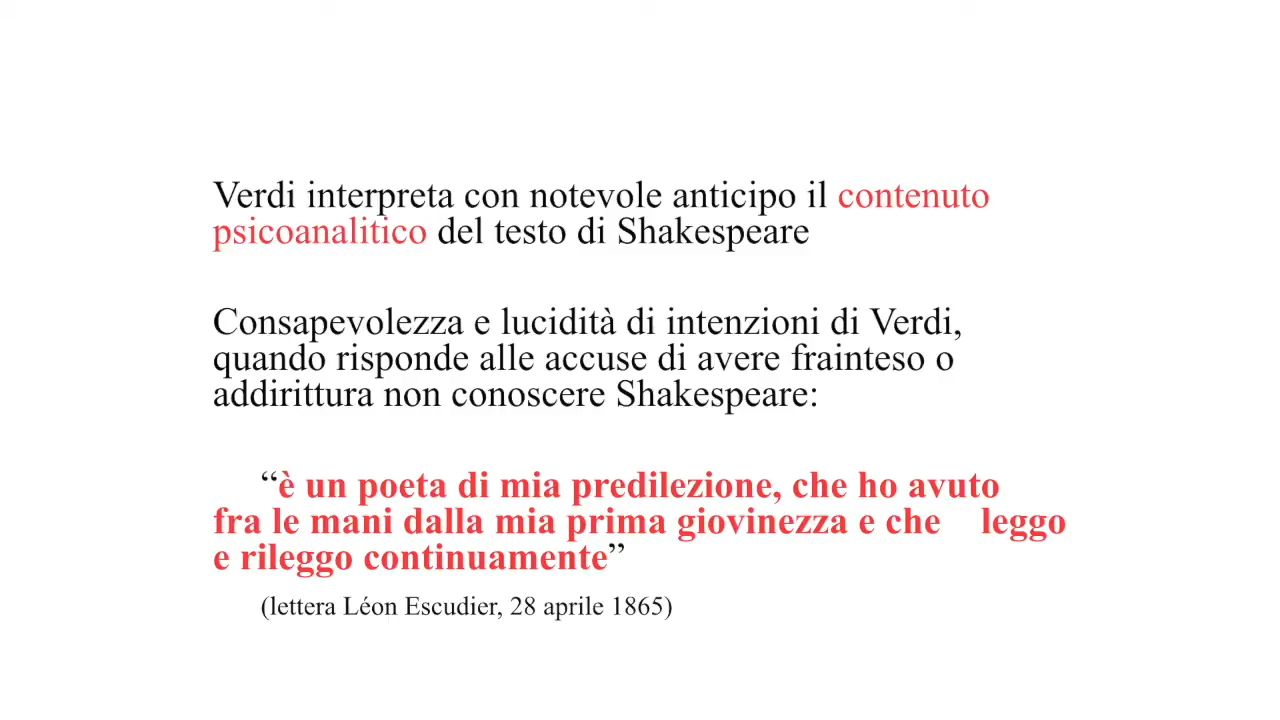 Verdi interpreta con notevole anticipo il contenuto
psicoanalitico del testo di Shakespeare
Consapevolezza e lucidità di intenzioni di Verdi,
quando risponde alle accuse di avere frainteso o
addirittura non conoscere Shakespeare:
“è un poeta di mia predilezione, che ho avuto
fra le mani dalla mia prima giovinezza e che leggo
e rileggo continuamente”
(lettera Léon Escudier, 28 aprile 1865)